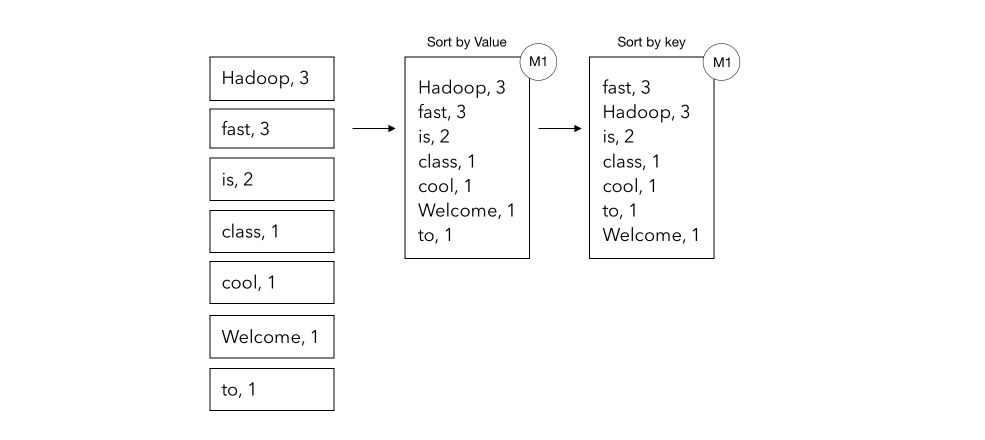 Hadoop, 3
fast, 3
is, 2
class, 1
cool, 1
Welcome, 1
to, 1
Sort by Value
M1
Hadoop, 3
fast, 3
is, 2
class, 1
cool, 1
Welcome, 1
to, 1
Sort by key
M1
fast, 3
Hadoop, 3
is, 2
class, 1
cool, 1
to, 1
Welcome, 1